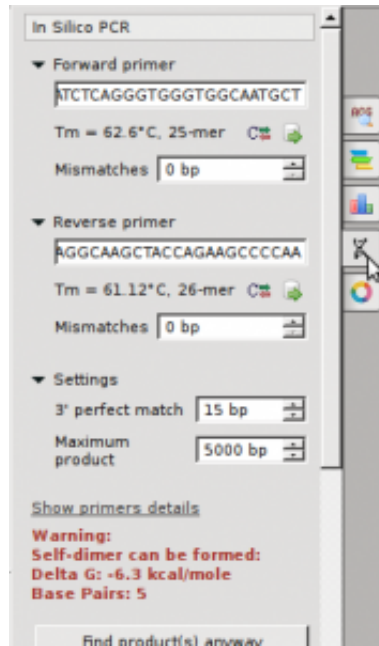 In Silico PCR
Forward primer
ATCTCAGGGTGGGTGGCAATGCT
Tm = 62.6°C, 25-mer
Mismatches 0 bp
Reverse primer
AGGCAAGCTACCAGAAGCCCCAA
Tm = 61.12°C, 26-mer
Mismatches 0 bp
Settings
3' perfect match 15 bp
Maximum
product 5000 bp
Show primers details
Warning:
Self-dimer can be formed:
Delta G: -6.3 kcal/mole
Base Pairs: 5
Find product(s) anyway